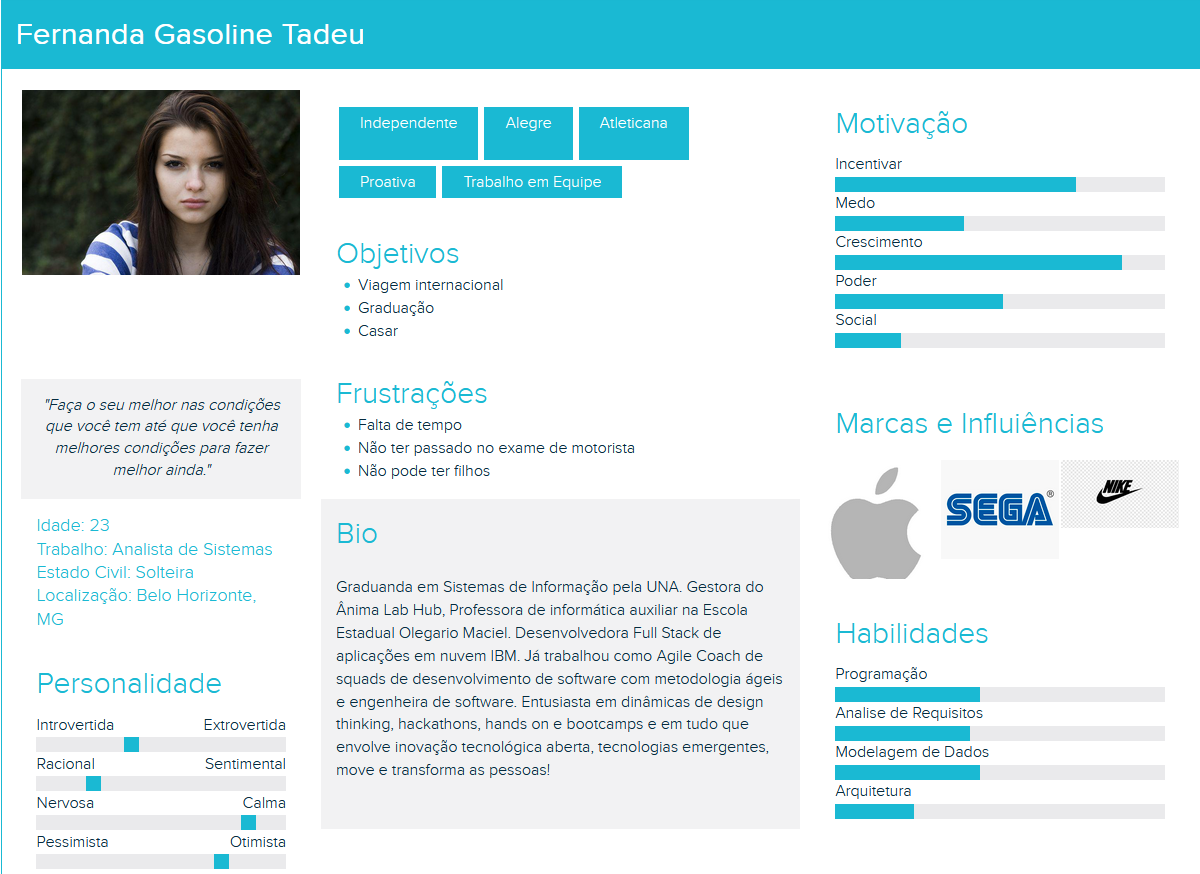 Fernanda Gasoline Tadeu
"Faça o seu melhor nas condições
que você tem até que você tenha
melhores condições para fazer
melhor ainda."
Idade: 23
Trabalho: Analista de Sistemas
Estado Civil: Solteira
Localização: Belo Horizonte,
MG
Personalidade
Introvertida Extrovertida
Racional Sentimental
Nervosa Calma
Pessimista Otimista
Independente Alegre Atleticana
Proativa Trabalho em Equipe
Objetivos
• Viagem internacional
• Graduação
• Casar
Frustrações
• Falta de tempo
• Não ter passado no exame de motorista
• Não pode ter filhos
Bio
Graduanda em Sistemas de Informação pela UNA. Gestora do
Ânima Lab Hub, Professora de informática auxiliar na Escola
Estadual Olegario Maciel. Desenvolvedora Full Stack de
aplicações em nuvem IBM. Já trabalhou como Agile Coach de
squads de desenvolvimento de software com metodologia ágeis
e engenheira de software. Entusiasta em dinâmicas de design
thinking, hackathons, hands on e bootcamps e em tudo que
envolve inovação tecnológica aberta, tecnologias emergentes,
move e transforma as pessoas!
Motivação
Incentivar
Medo
Crescimento
Poder
Social
Marcas e Influiências
SEGA® NIKE
Habilidades
Programação
Analise de Requisitos
Modelagem de Dados
Arquitetura